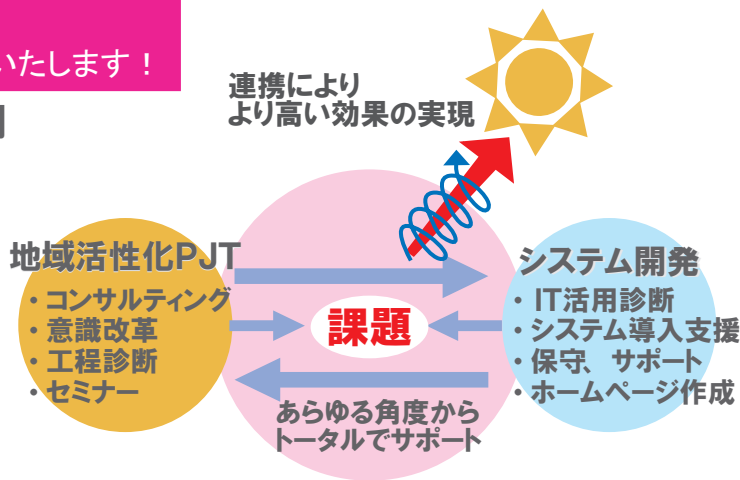 いたします！
連携により
より高い効果の実現
地域活性化PJT
・コンサルティング
・意識改革
・工程診断
・セミナー
課題
システム開発
・IT活用診断
・システム導入支援
・保守、サポート
・ホームページ作成
あらゆる角度から
トータルでサポート